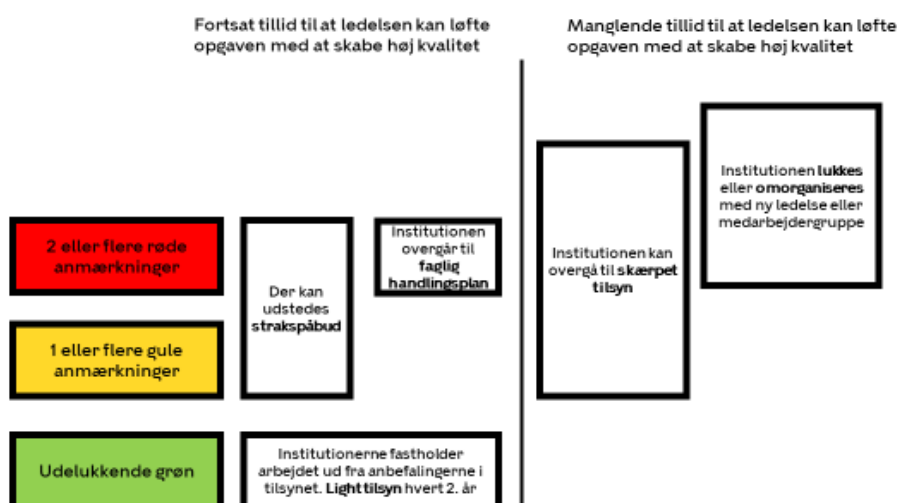 Fortsat tillid til at ledelsen kan løfte
opgaven med at skabe høj kvalitet
Manglende tillid til at ledelsen kan løfte
opgaven med at skabe høj kvalitet
2 eller flere røde
anmærkninger
1 eller flere gule
anmærkninger
Udelukkende grøn
Der kan
udstedes
strakspåbud
Institutionen
overgår til
faglig
handlingsplan
Institutionerne fastholder
arbejdet ud fra anbefalingerne i
tilsynet. Light tilsyn hvert 2. år
Institutionen kan
overgå til skærpet
tilsyn
Institutionen lukkes
eller omorganiseres
med ny ledelse eller
medarbejdergruppe